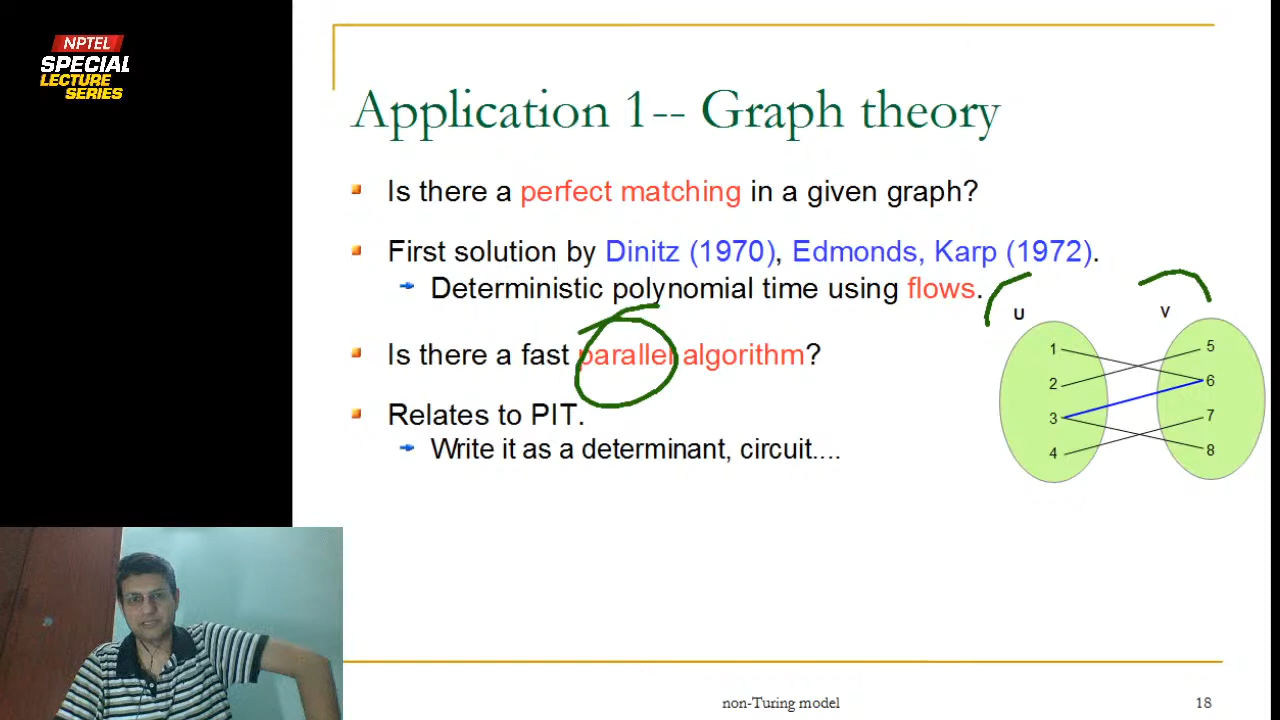 NPTEL
SPECIAL
LECTURE
SERIES
Application 1-- Graph theory
Is there a perfect matching in a given graph?
First solution by Dinitz (1970), Edmonds, Karp (1972).
Deterministic polynomial time using flows.
Is there a fast parallel algorithm?
Relates to PIT.
Write it as a determinant, circuit....
U V
1 5
2 6
3 7
4 8
non-Turing model 18